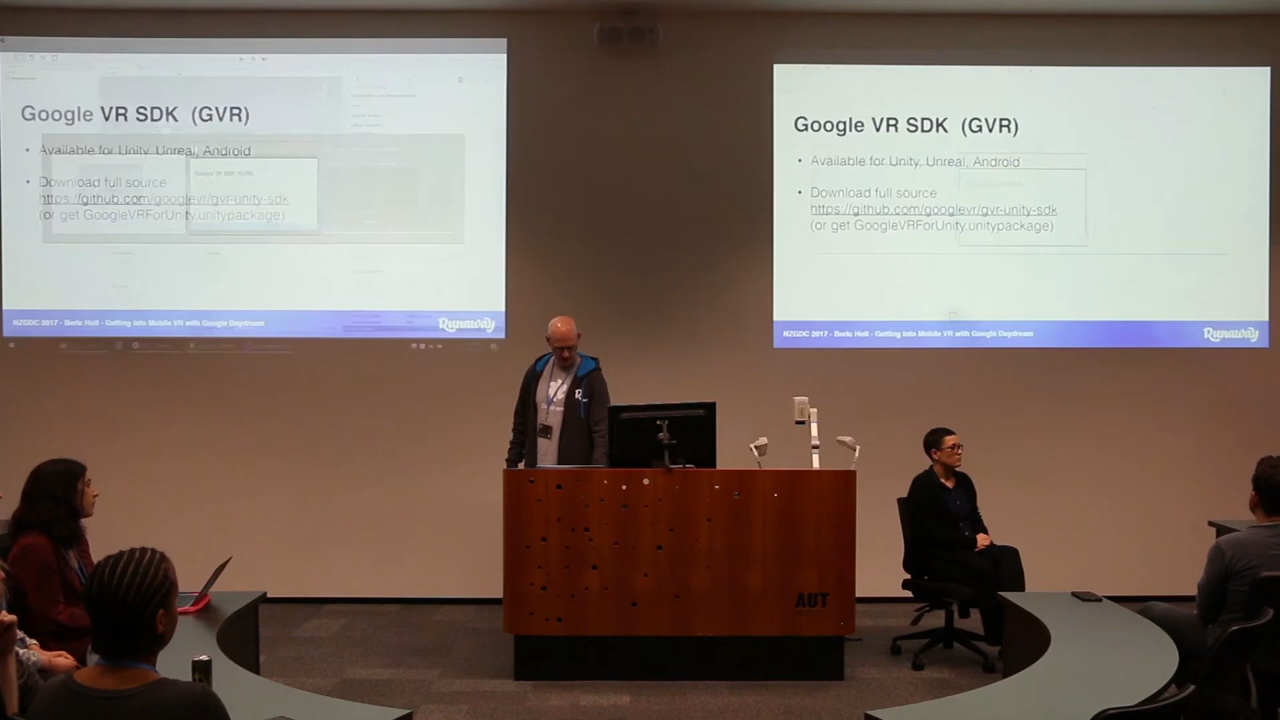 Google VR SDK (GVR)
• Available for Unity, Unreal, Android
• Download full source
https://github.com/googlevr/gvr-unity-sdk
(or get GoogleVRForUnity.unitypackage)
NZGDC 2017 - Beric Holt - Getting into Mobile VR with Google Daydream
Runaway
Google VR SDK (GVR)
• Available for Unity, Unreal, Android
• Download full source
https://github.com/googlevr/gvr-unity-sdk
(or get GoogleVRForUnity.unitypackage)
NZGDC 2017 - Beric Holt - Getting into Mobile VR with Google Daydream
Runaway
AUT